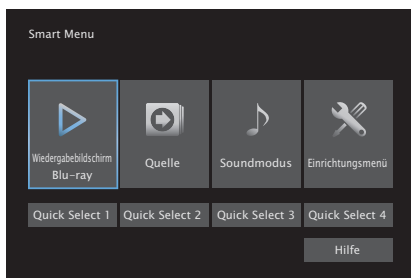 Smart Menu
Wiedergabebildschirm
Blu-ray
Quelle
Soundmodus
Einrichtungsmenü
Quick Select 1
Quick Select 2
Quick Select 3
Quick Select 4
Hilfe